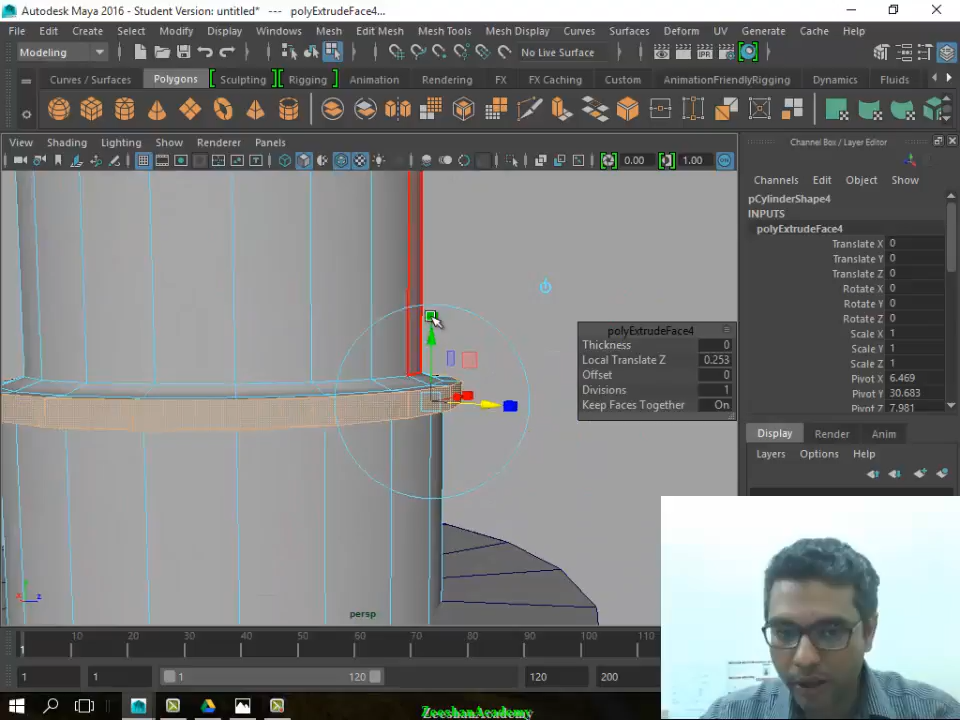 Autodesk Maya 2016 - Student Version: untitled* --- polyExtrudeFace4...
File Edit Create Select Modify Display Windows Mesh Edit Mesh Mesh Tools Mesh Display Curves Surfaces Deform UV Generate Cache Help
Modeling No Live Surface
Curves / Surfaces Polygons Sculpting Rigging Animation Rendering FX FX Caching Custom AnimationFriendlyRigging Dynamics Fluids
View Shading Lighting Show Renderer Panels
0.00 1.00
Channel Box / Layer Editor
Channels Edit Object Show
pCylinderShape4
INPUTS
polyExtrudeFace4
Translate X 0
Translate Y 0
Translate Z 0
Rotate X 0
Rotate Y 0
Rotate Z 0
Scale X 1
Scale Y 1
Scale Z 1
Pivot X 6.469
Pivot Y 30.683
Pivot Z 7.981
polyExtrudeFace4
Thickness 0
Local Translate Z 0.253
Offset 0
Divisions 1
Keep Faces Together On
Display Render Anim
Layers Options Help
persp
1 10 20 30 40 50 60 70 80 90 100 110
1 1 1 120 120 200
ZeeshanAcademy